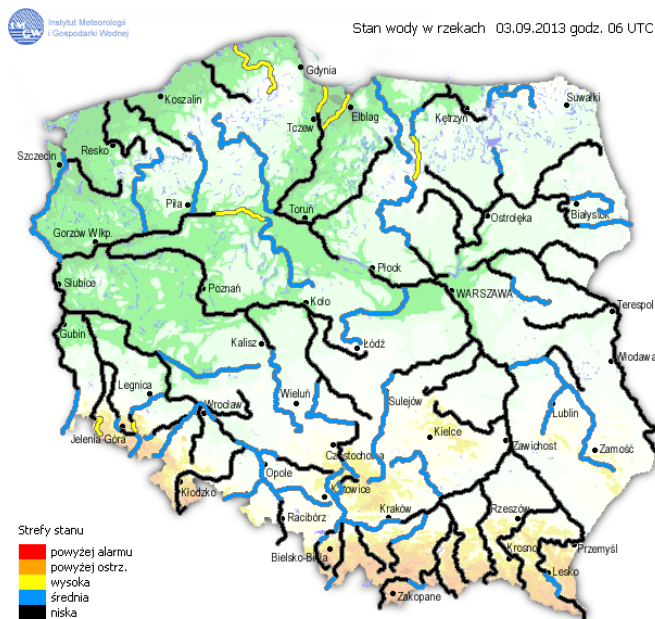 IMGW
Instytut Meteorologii
i Gospodarki Wodnej
Stan wody w rzekach 03.09.2013 godz. 06 UTC
Gdynia
Koszalin
Suwałki
Elbląg
Kętrzyn
Tczew
Resko
Szczecin
Piła
Białystok
Toruń
Ostrołęka
Gorzów Wlkp.
Płock
Słubice
Poznań
WARSZAWA
Koło
Terespol
Gubin
Kalisz
Łódź
Włodawa
Legnica
Wieluń
Sulejów
Wrocław
Lublin
Jelenia Góra
Kielce
Zawichost
Zamość
Częstochowa
Opole
Kłodzko
Katowice
Racibórz
Kraków
Rzeszów
Bielsko-Biała
Krosno
Przemyśl
Lesko
Zakopane
Strefy stanu
powyżej alarmu
powyżej ostrz.
wysoka
średnia
niska